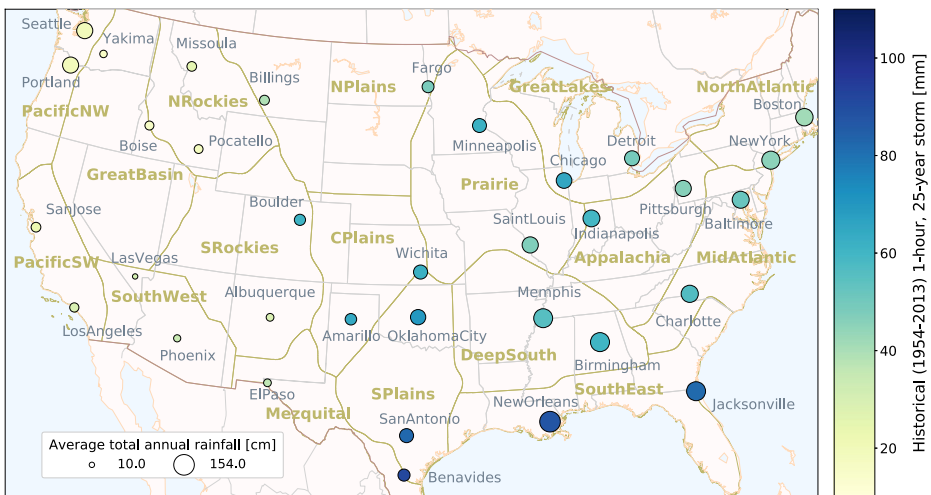 Seattle
Yakima
Missoula
Portland
PacificNW
NRockies
Billings
NPlains
Fargo
GreatLakes
NorthAtlantic
Boston
Boise
Pocatello
GreatBasin
Minneapolis
Detroit
NewYork
Chicago
Prairie
SanJose
Boulder
SaintLouis
Pittsburgh
Baltimore
Indianapolis
PacificSW
LasVegas
SRockies
CPlains
Wichita
Appalachia
MidAtlantic
SouthWest
Albuquerque
Memphis
LosAngeles
Phoenix
Amarillo
OklahomaCity
Charlotte
DeepSouth
Birmingham
ElPaso
Mezquital
SPlains
SanAntonio
NewOrleans
SouthEast
Jacksonville
Benavides
Average total annual rainfall [cm]
10.0 154.0
100
80
60
40
20
Historical (1954-2013) 1-hour, 25-year storm [mm]